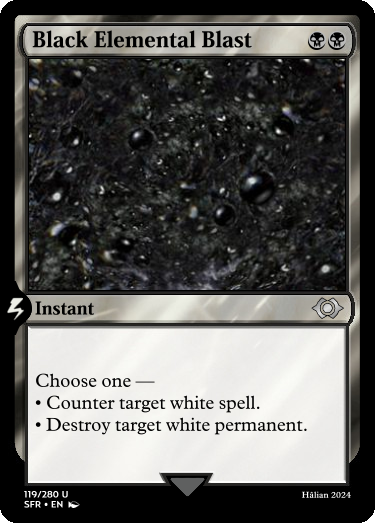 Black Elemental Blast
Instant
Choose one —
• Counter target white spell.
• Destroy target white permanent.
119/280 U
SFR • EN
Hálian 2024